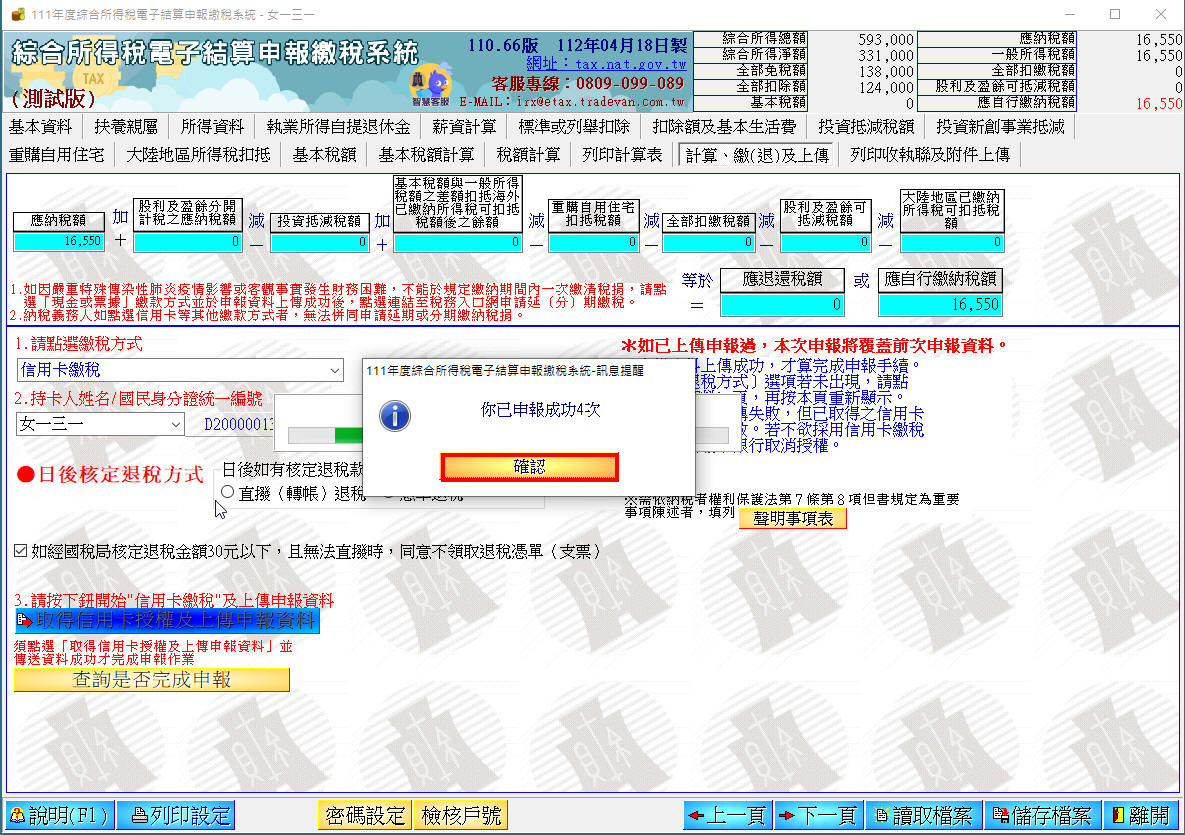 111年度綜合所得稅電子結算申報繳稅系統 - 女一三一
綜合所得稅電子結算申報繳稅系統
(測試版)
TAX
110.66版 112年04月18日製
網址：tax.nat.gov.tw
客服專線：0809-099-089
E-MAIL：irx@etax.tradevan.com.tw
智慧客服
綜合所得總額 593,000 應納稅額 16,550
綜合所得淨額 331,000 一般所得稅額 16,550
全部免稅額 138,000 全部扣繳稅額 0
全部扣除額 124,000 股利及盈餘可抵減稅額 0
基本稅額 0 應自行繳納稅額 16,550
基本資料 扶養親屬 所得資料 執業所得自提退休金 薪資計算 標準或列舉扣除 扣除額及基本生活費 投資抵減稅額 投資新創事業抵減
重購自用住宅 大陸地區所得稅扣抵 基本稅額 基本稅額計算 稅額計算 列印計算表 計算、繳(退)及上傳 列印收執聯及附件上傳
應納稅額
16,550
加
＋
股利及盈餘分開
計稅之應納稅額
0
減
—
投資抵減稅額
0
加
＋
基本稅額與一般所得
稅額之差額扣抵海外
已繳納所得稅可扣抵
稅額後之餘額
0
減
—
重購自用住宅
扣抵稅額
0
減
—
全部扣繳稅額
0
減
—
股利及盈餘可
抵減稅額
0
減
—
大陸地區已繳納
所得稅可扣抵稅
額
0
1.如因嚴重特殊傳染性肺炎疫情影響或客觀事實發生財務困難，不能於規定繳納期間內一次繳清稅捐，請點
選「現金或票據」繳款方式並於申報資料上傳成功後，點選連結至稅務入口網申請延（分）期繳稅。
2.納稅義務人如點選信用卡等其他繳款方式者，無法併同申請延期或分期繳納稅捐。
等於
＝
應退還稅額
0
或
應自行繳納稅額
16,550
1.請點選繳稅方式
信用卡繳稅
2.持卡人姓名/國民身分證統一編號
女一三一 D20000013
●日後核定退稅方式
日後如有核定退稅款
直撥（轉帳）退稅
如經國稅局核定退稅金額30元以下，且無法直撥時，同意不領取退稅憑單（支票）
3.請按下鈕開始"信用卡繳稅"及上傳申報資料
取得信用卡授權及上傳申報資料
須點選「取得信用卡授權及上傳申報資料」並
傳送資料成功才完成申報作業
查詢是否完成申報
＊如已上傳申報過，本次申報將覆蓋前次申報資料。
上傳成功，才算完成申報手續。
稅方式〕選項若未出現，請點
頁，再按本頁重新顯示。
傳失敗，但已取得之信用卡
。若不欲採用信用卡繳稅
銀行取消授權。
111年度綜合所得稅電子結算申報繳稅系統-訊息提醒
你已申報成功4次
確認
※需依納稅者權利保護法第7條第8項但書規定為重要
事項陳述者，填列
聲明事項表
說明(F1) 列印設定 密碼設定 檢核戶號 上一頁 下一頁 讀取檔案 儲存檔案 離開